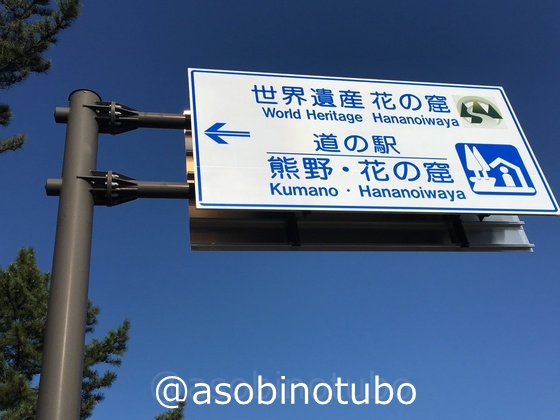 世界遺産 花の窟
World Heritage Hananoiwaya
道の駅
熊野・花の窟
Kumano・Hananoiwaya
@asobinotubo